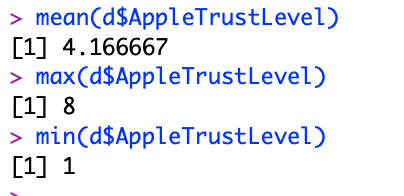 > mean(d$AppleTrustLevel)
[1] 4.166667
> max(d$AppleTrustLevel)
[1] 8
> min(d$AppleTrustLevel)
[1] 1
>